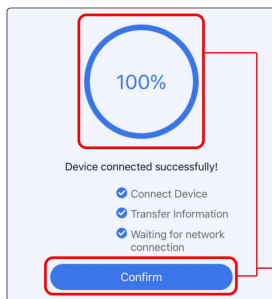 100%
Device connected successfully!
Connect Device
Transfer Information
Waiting for network
connection
Confirm